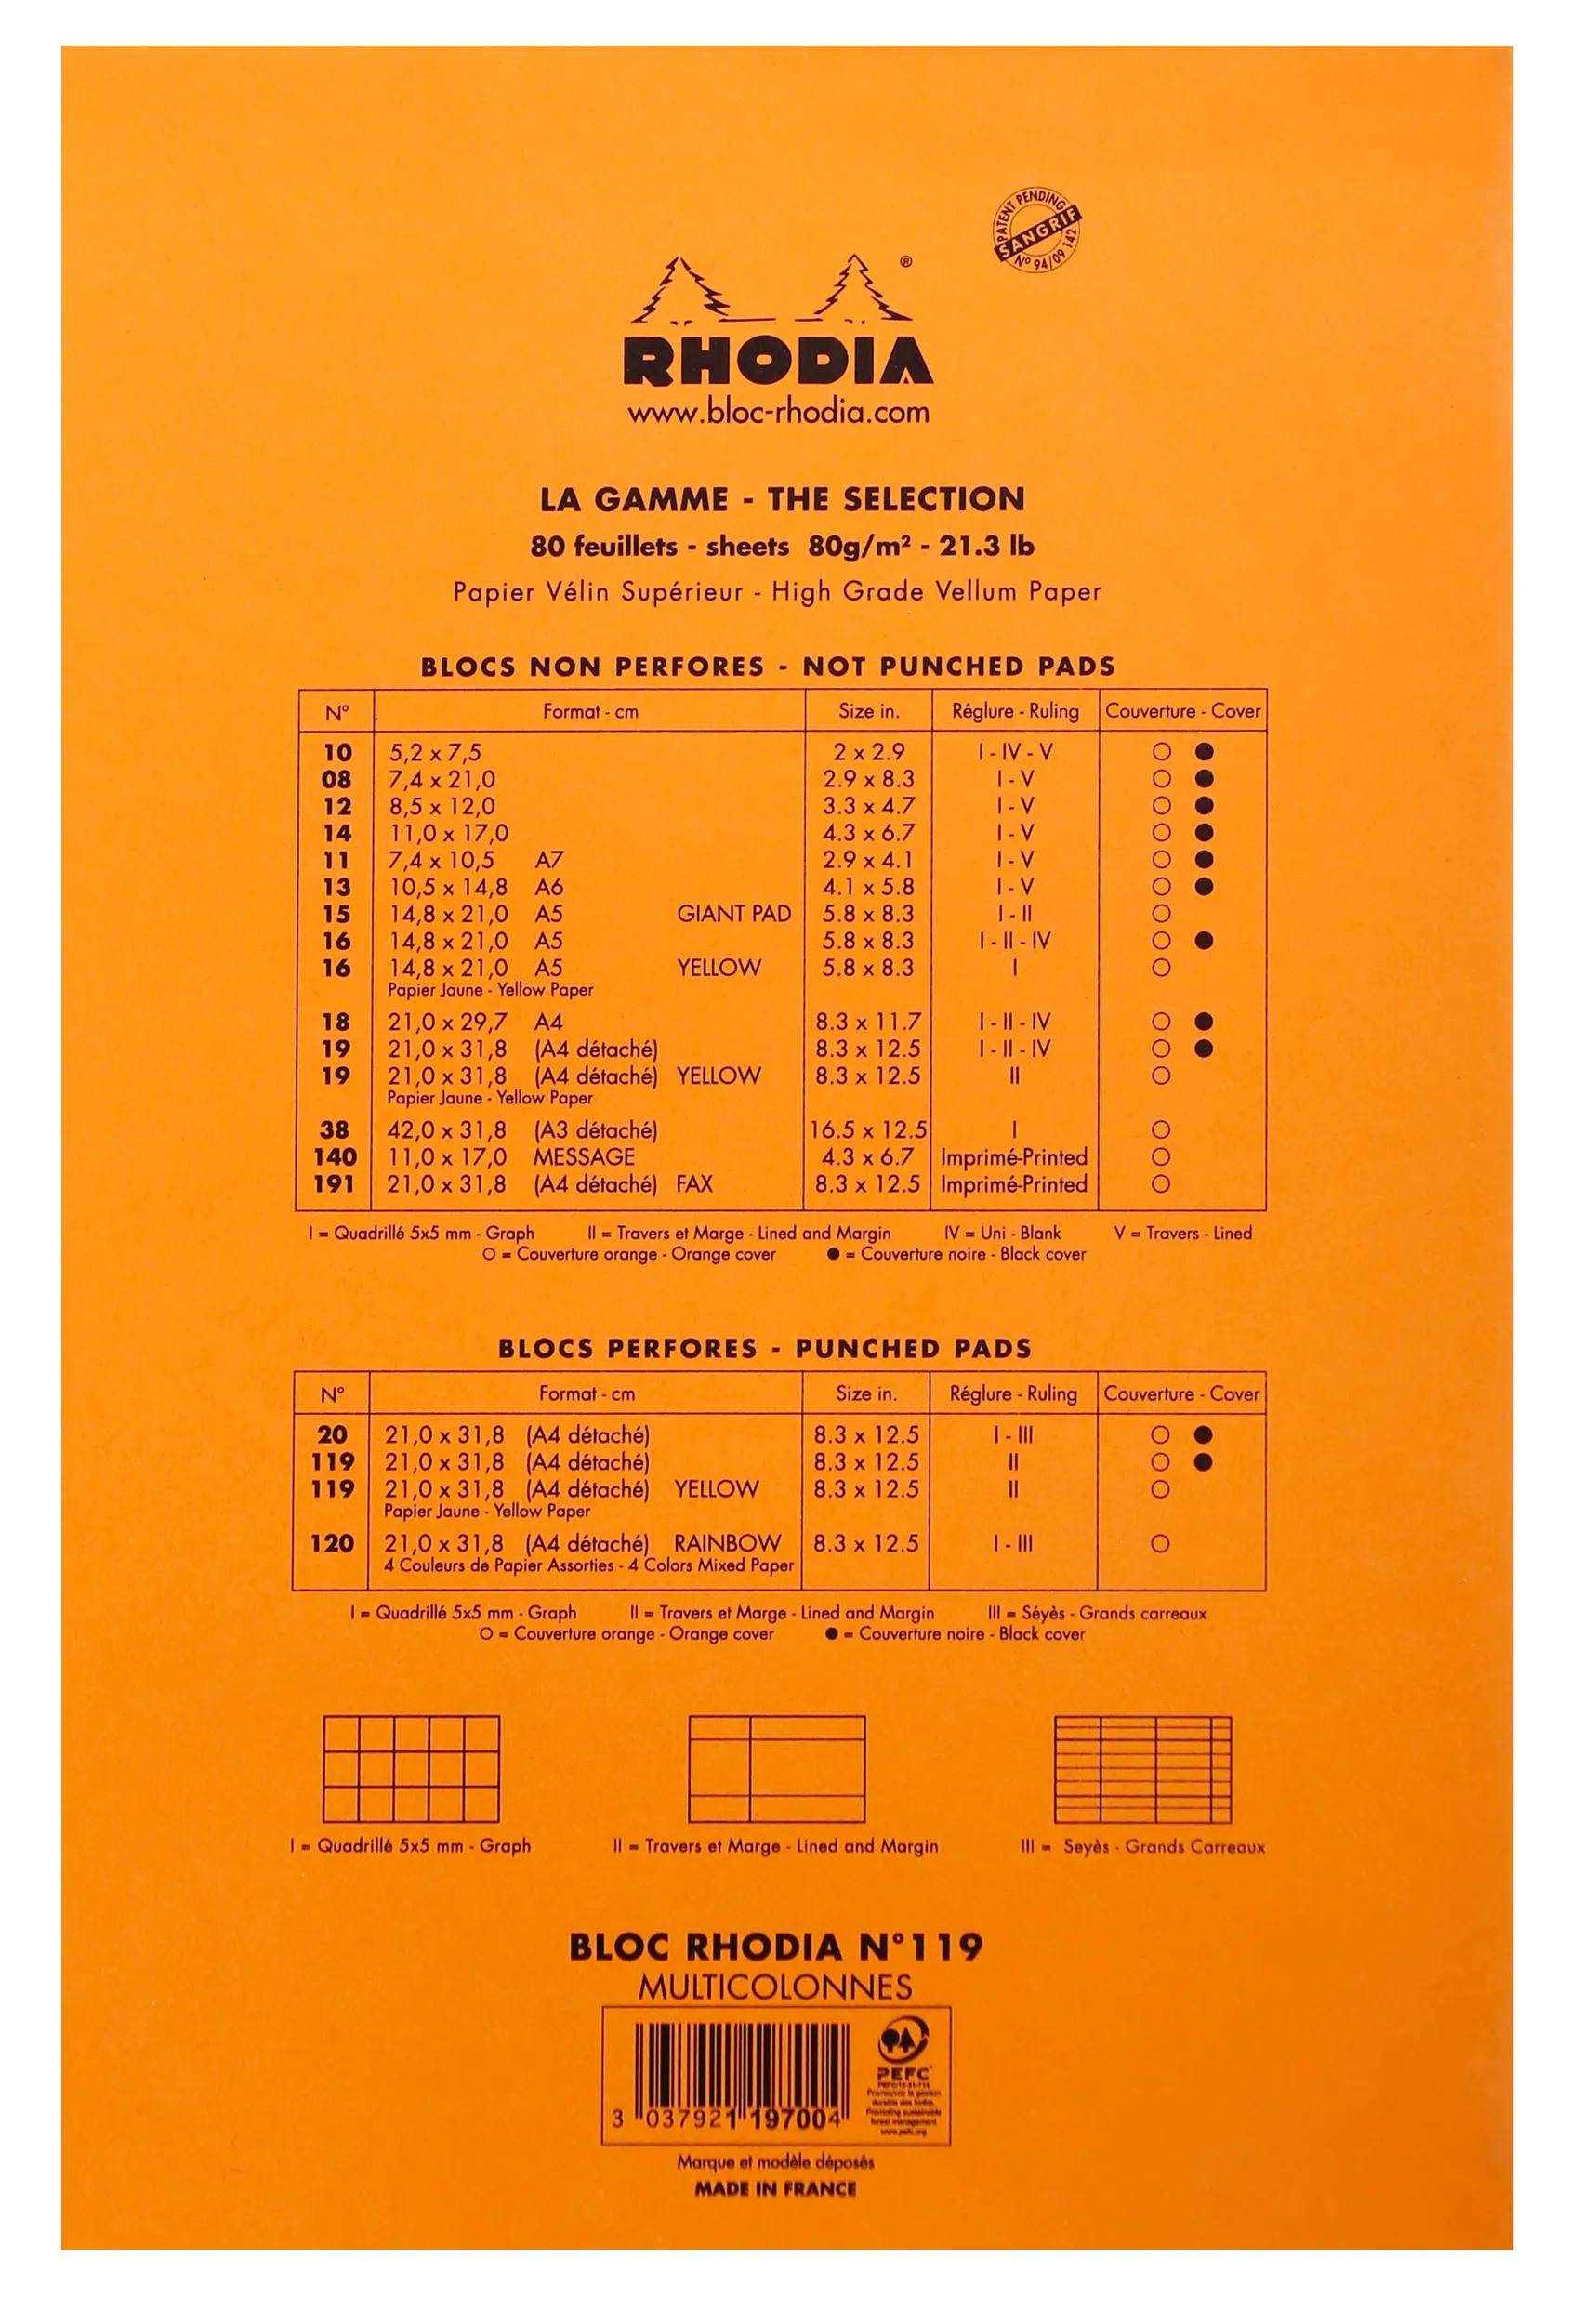 PATENT PENDING
SANGRIF
N° 94/09 142
®
RHODIA
www.bloc-rhodia.com
LA GAMME - THE SELECTION
80 feuillets - sheets 80g/m² - 21.3 lb
Papier Vélin Supérieur - High Grade Vellum Paper
BLOCS NON PERFORES - NOT PUNCHED PADS
N° Format - cm Size in. Réglure - Ruling Couverture - Cover
10 5,2 x 7,5 2 x 2.9 I - IV - V ○ ●
08 7,4 x 21,0 2.9 x 8.3 I - V ○ ●
12 8,5 x 12,0 3.3 x 4.7 I - V ○ ●
14 11,0 x 17,0 4.3 x 6.7 I - V ○ ●
11 7,4 x 10,5 A7 2.9 x 4.1 I - V ○ ●
13 10,5 x 14,8 A6 4.1 x 5.8 I - V ○ ●
15 14,8 x 21,0 A5 GIANT PAD 5.8 x 8.3 I - II ○
16 14,8 x 21,0 A5 5.8 x 8.3 I - II - IV ○ ●
16 14,8 x 21,0 A5 YELLOW 5.8 x 8.3 I ○
Papier Jaune - Yellow Paper
18 21,0 x 29,7 A4 8.3 x 11.7 I - II - IV ○ ●
19 21,0 x 31,8 (A4 détaché) 8.3 x 12.5 I - II - IV ○ ●
19 21,0 x 31,8 (A4 détaché) YELLOW 8.3 x 12.5 II ○
Papier Jaune - Yellow Paper
38 42,0 x 31,8 (A3 détaché) 16.5 x 12.5 I ○
140 11,0 x 17,0 MESSAGE 4.3 x 6.7 Imprimé-Printed ○
191 21,0 x 31,8 (A4 détaché) FAX 8.3 x 12.5 Imprimé-Printed ○
I = Quadrillé 5x5 mm - Graph II = Travers et Marge - Lined and Margin IV = Uni - Blank V = Travers - Lined
○ = Couverture orange - Orange cover ● = Couverture noire - Black cover
BLOCS PERFORES - PUNCHED PADS
N° Format - cm Size in. Réglure - Ruling Couverture - Cover
20 21,0 x 31,8 (A4 détaché) 8.3 x 12.5 I - III ○ ●
119 21,0 x 31,8 (A4 détaché) 8.3 x 12.5 II ○ ●
119 21,0 x 31,8 (A4 détaché) YELLOW 8.3 x 12.5 II ○
Papier Jaune - Yellow Paper
120 21,0 x 31,8 (A4 détaché) RAINBOW 8.3 x 12.5 I - III ○
4 Couleurs de Papier Assorties - 4 Colors Mixed Paper
I = Quadrillé 5x5 mm - Graph II = Travers et Marge - Lined and Margin III = Séyès - Grands carreaux
○ = Couverture orange - Orange cover ● = Couverture noire - Black cover
I = Quadrillé 5x5 mm - Graph II = Travers et Marge - Lined and Margin III = Seyès - Grands Carreaux
BLOC RHODIA N°119
MULTICOLONNES
3 037921 197004
PEFC
Promouvoir la gestion
durable des forêts.
Promoting sustainable
forest management
www.pefc.org
Marque et modèle déposés
MADE IN FRANCE